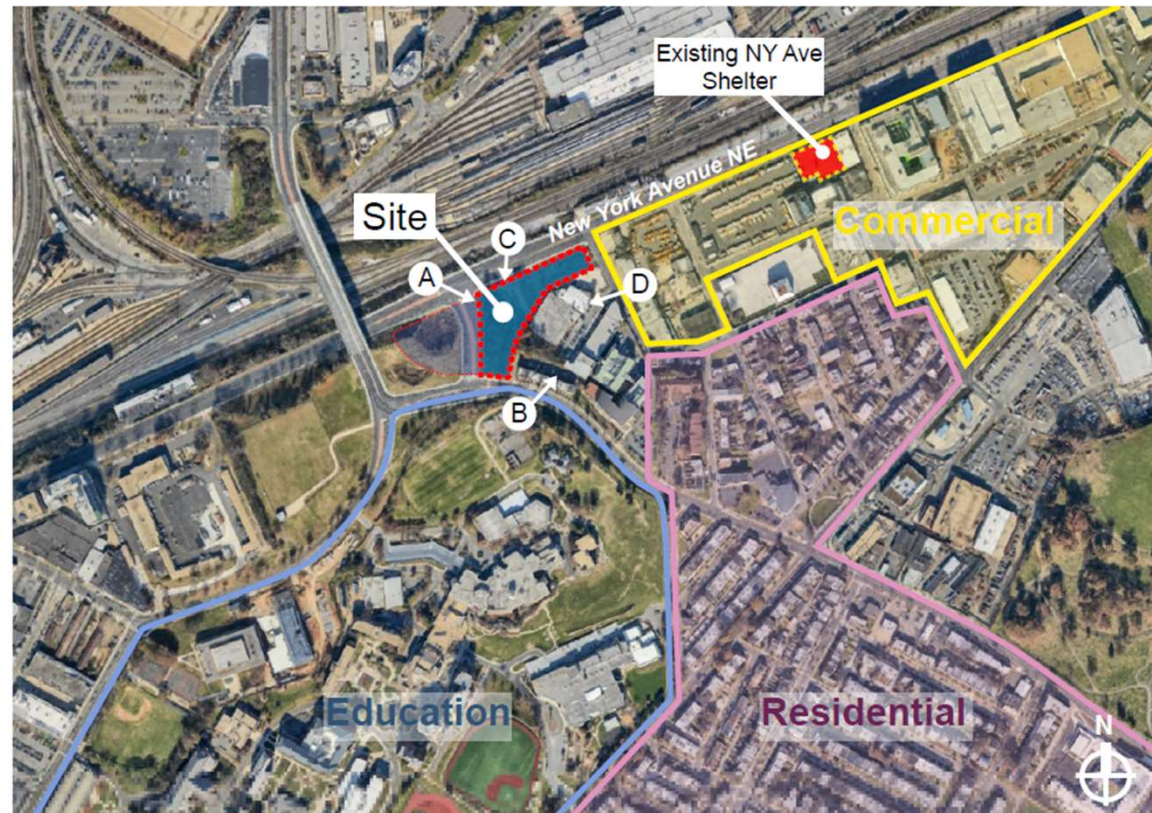 Existing NY Ave
Shelter
New York Avenue NE
Commercial
Site
C
A
D
B
Education
Residential
N